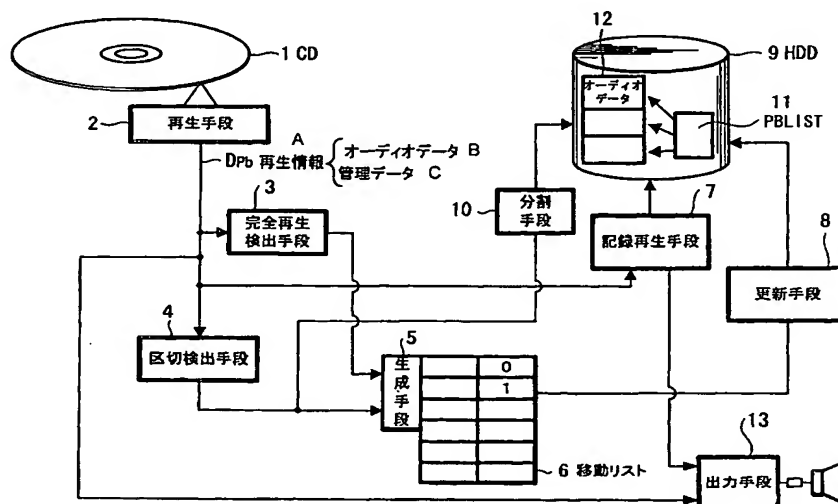 12
1 CD
9 HDD
オーディオ
データ
11
PBLIST
2
再生手段
A
DPb 再生情報
オーディオデータ B
管理データ C
3
完全再生
検出手段
10
分割
手段
7
記録再生手段
8
更新手段
4
区切検出手段
5
生成手段
0
1
6 移動リスト
13
出力手段